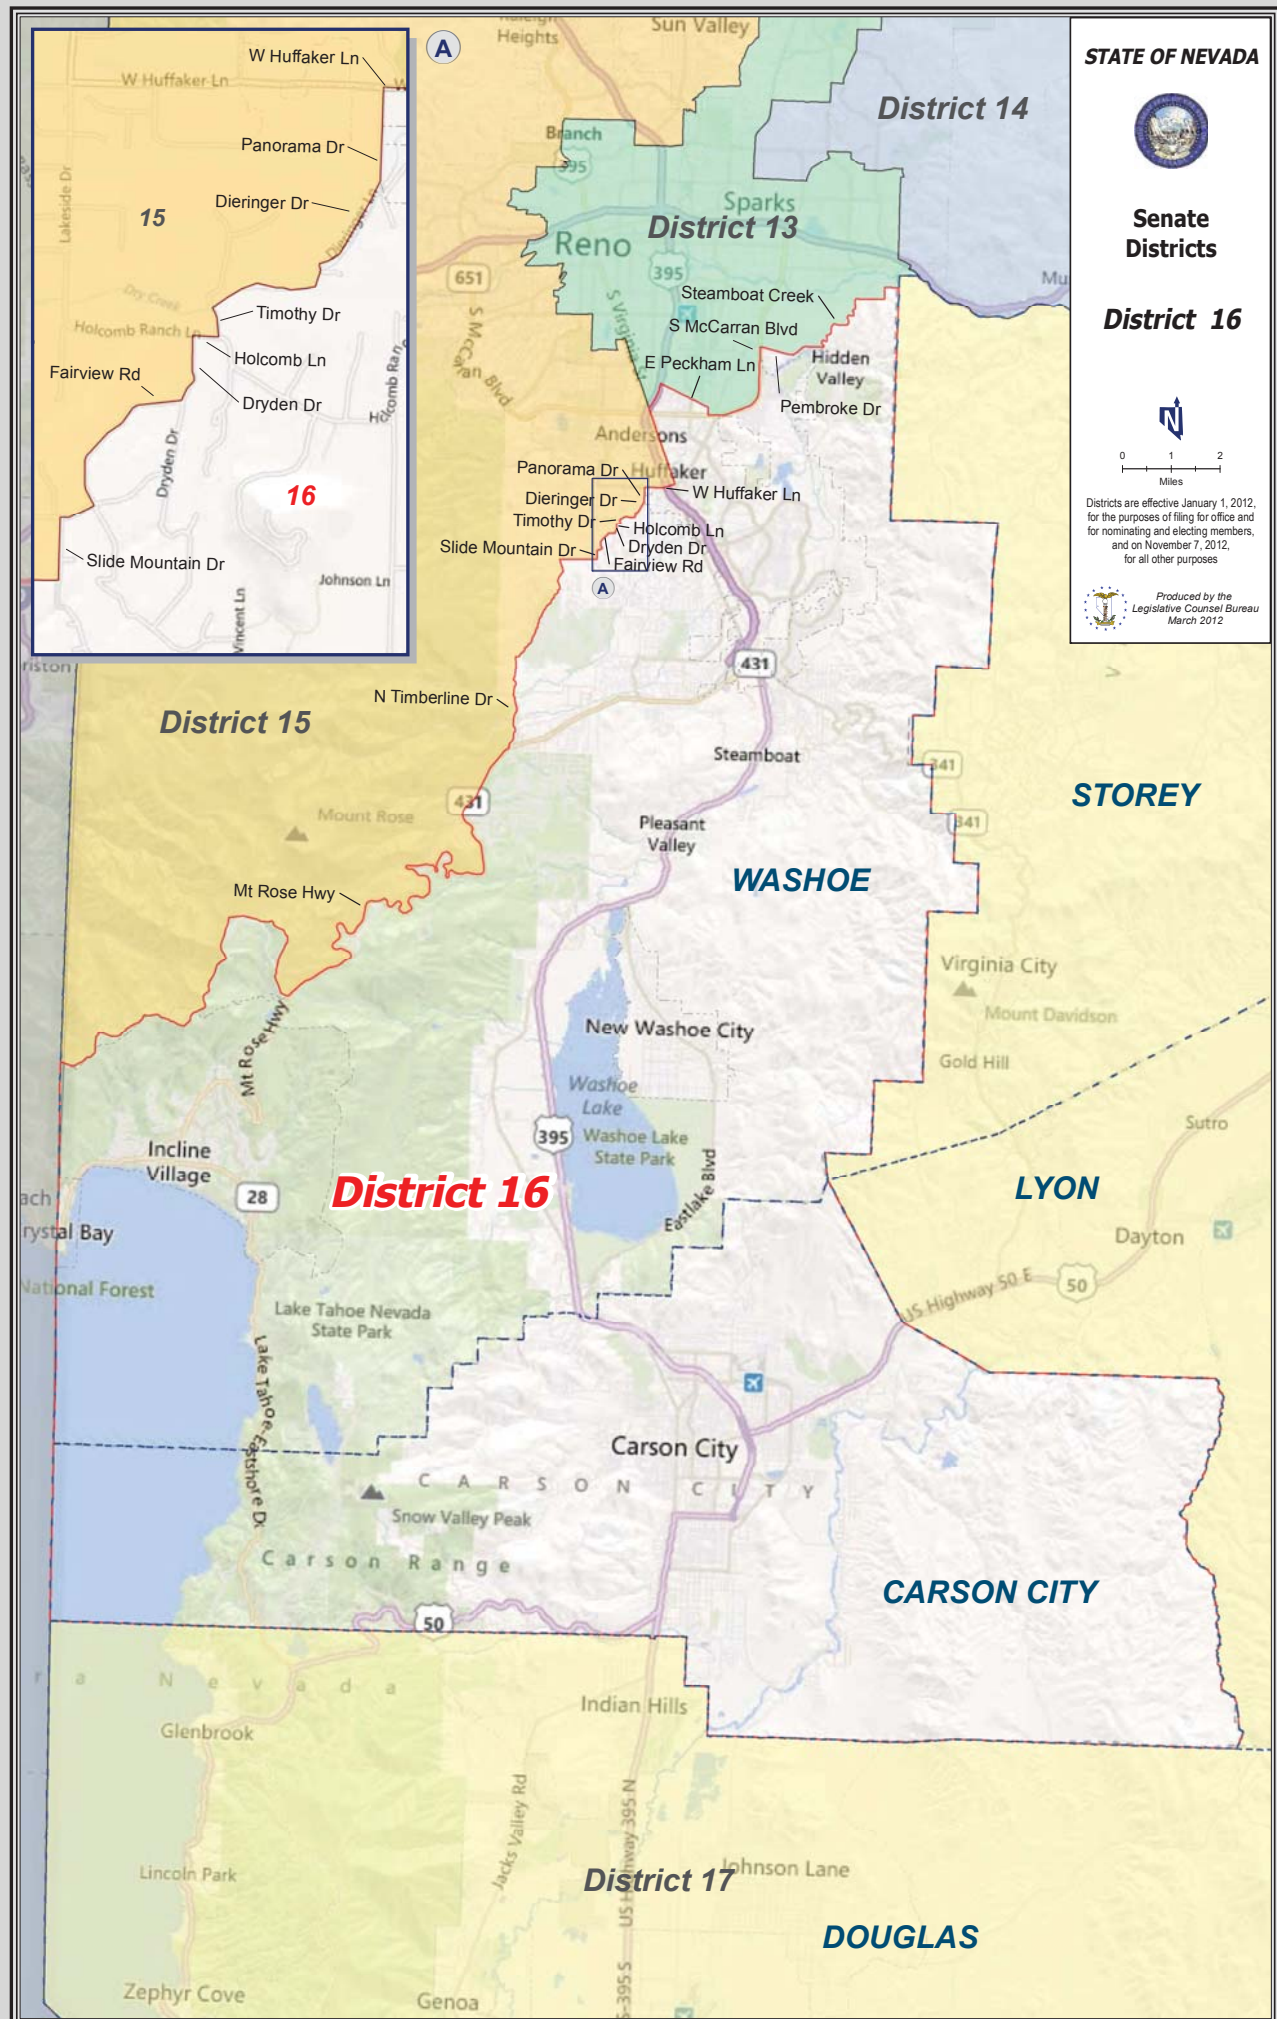 W Huffaker Ln
W Huffaker Ln
Panorama Dr
Dieringer Dr
Lakeside Dr
15
Dieringer Ln
Dry Creek
Timothy Dr
Holcomb Ranch Ln
Holcomb Ln
Fairview Rd
Dryden Dr
Holcomb Ran
Dryden Dr
16
Slide Mountain Dr
Johnson Ln
Vincent Ln
A
Heights
Sun Valley
STATE OF NEVADA
Senate
Districts
District 16
N
0 1 2
Miles
Districts are effective January 1, 2012,
for the purposes of filing for office and
for nominating and electing members,
and on November 7, 2012,
for all other purposes
Produced by the
Legislative Counsel Bureau
March 2012
District 14
Branch
395
Sparks
District 13
Reno
395
651
Steamboat Creek
S Virginia St
S McCarran Blvd
S McCarran Blvd
E Peckham Ln
Hidden
Valley
Pembroke Dr
Andersons
Huffaker
Panorama Dr
W Huffaker Ln
Dieringer Dr
Timothy Dr
Holcomb Ln
Slide Mountain Dr
Dryden Dr
Fairview Rd
A
431
N Timberline Dr
District 15
Steamboat
341
STOREY
431
Mount Rose
341
Pleasant
Valley
WASHOE
Mt Rose Hwy
Virginia City
Mount Davidson
New Washoe City
Mt Rose Hwy
Gold Hill
Washoe
Lake
Sutro
395
Washoe Lake
State Park
Incline
Village
28
District 16
Eastlake Blvd
LYON
rystal Bay
Dayton
National Forest
US Highway 50 E
50
Lake Tahoe Nevada
State Park
Lake Tahoe-Eastshore Dr
Carson City
CARSON CITY
Snow Valley Peak
Carson Range
CARSON CITY
50
ra Nevada
Indian Hills
Glenbrook
Jacks Valley Rd
US Highway 395 N
Lincoln Park
District 17
Johnson Lane
DOUGLAS
S-395 S
Zephyr Cove
Genoa